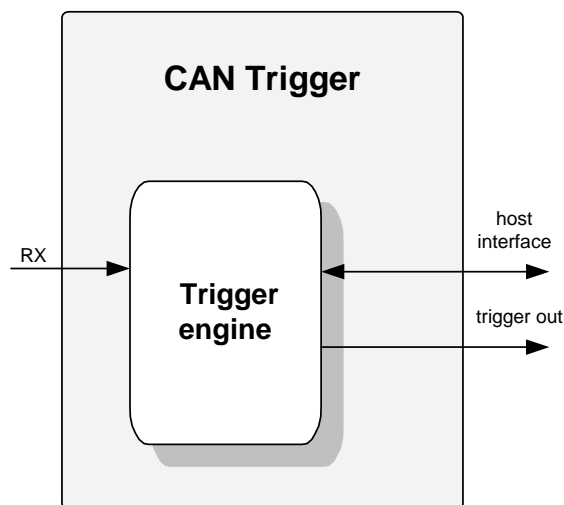 CAN Trigger
RX
Trigger
engine
host
interface
trigger out